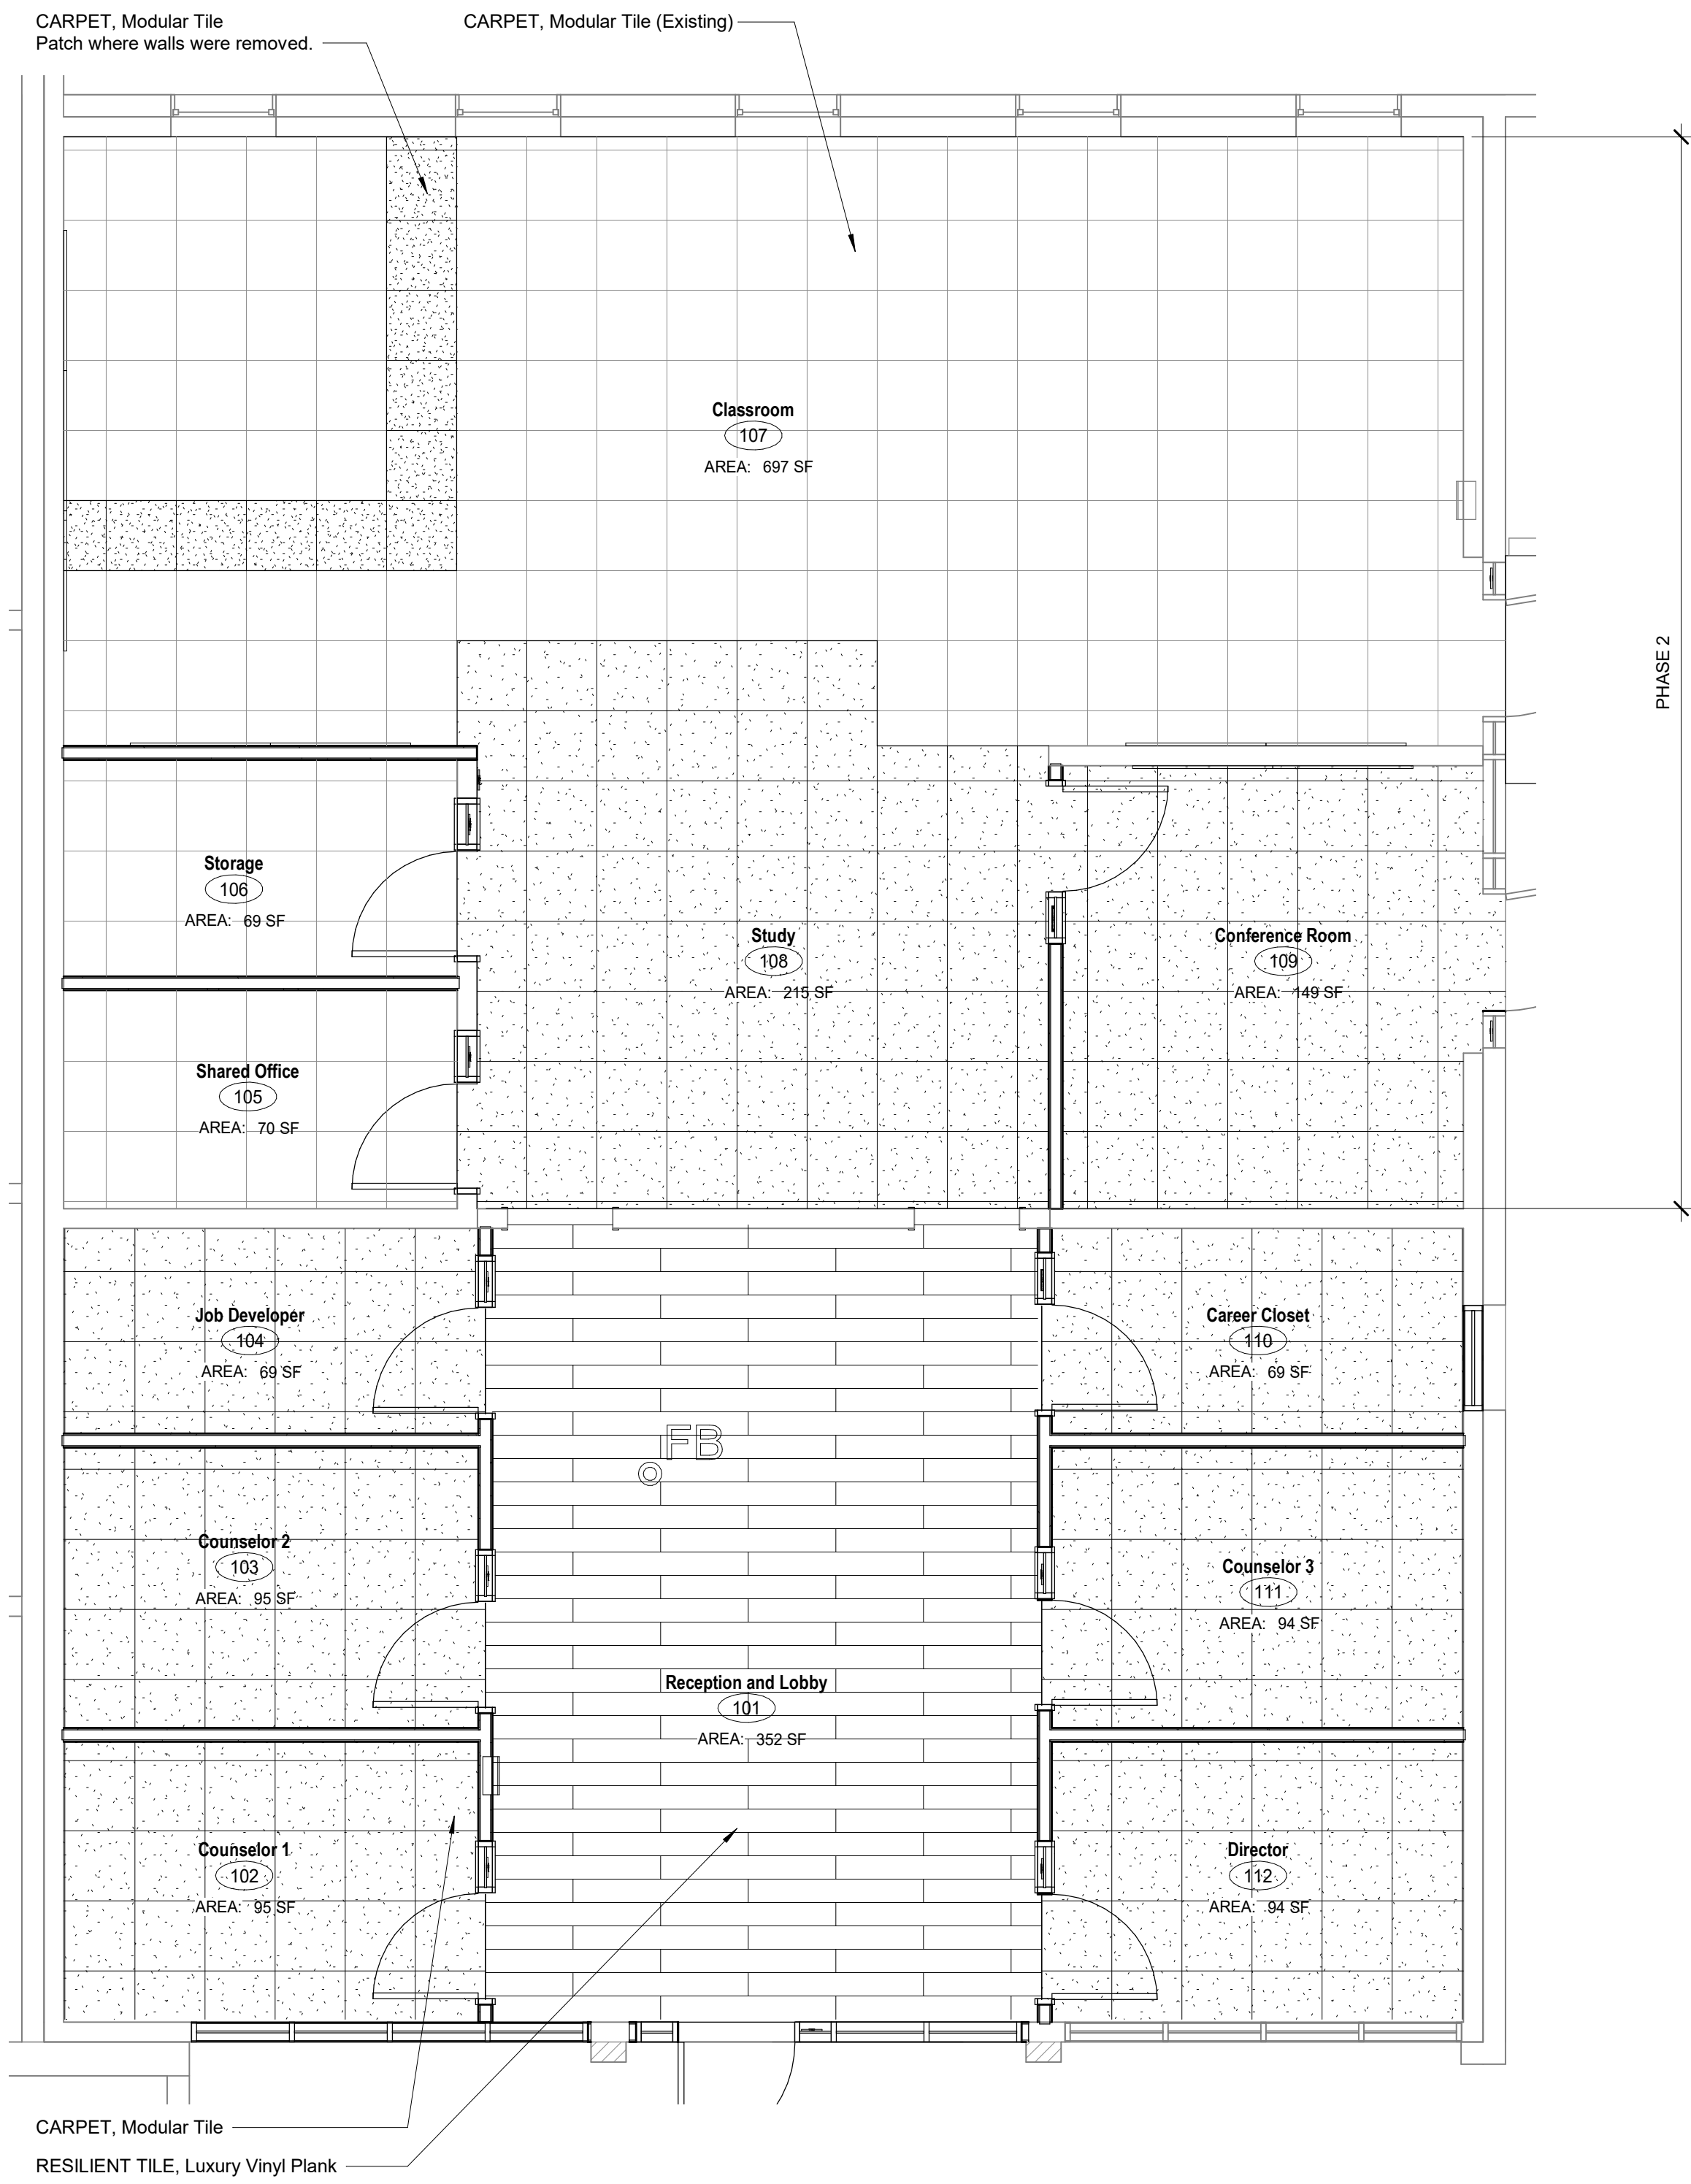 CARPET, Modular Tile
Patch where walls were removed.
CARPET, Modular Tile (Existing)
Classroom
107
AREA: 697 SF
PHASE 2
Storage
106
AREA: 69 SF
Study
108
AREA: 215 SF
Conference Room
109
AREA: 149 SF
Shared Office
105
AREA: 70 SF
Job Developer
104
AREA: 69 SF
Career Closet
110
AREA: 69 SF
FB
Counselor 2
103
AREA: 95 SF
Counselor 3
111
AREA: 94 SF
Reception and Lobby
101
AREA: 352 SF
Counselor 1
102
AREA: 95 SF
Director
112
AREA: 94 SF
CARPET, Modular Tile
RESILIENT TILE, Luxury Vinyl Plank